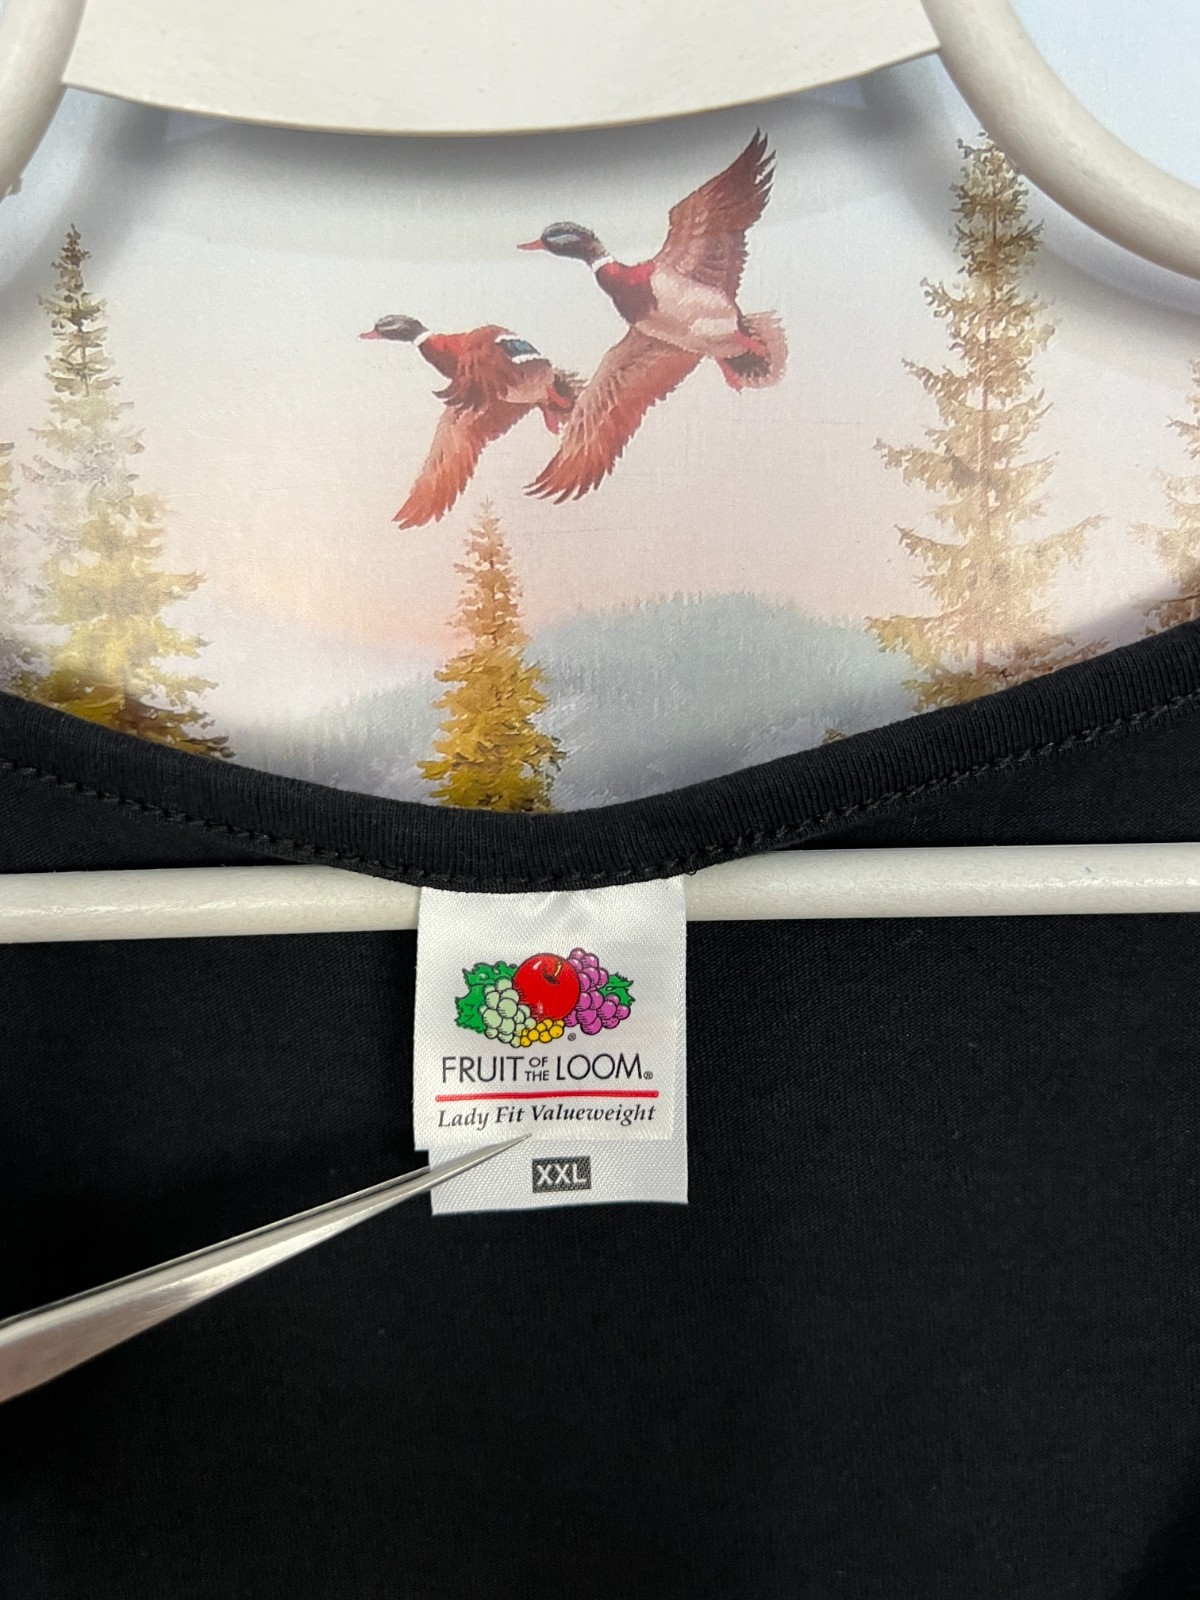 FRUIT OF THE LOOM®
Lady Fit Valueweight
XXL